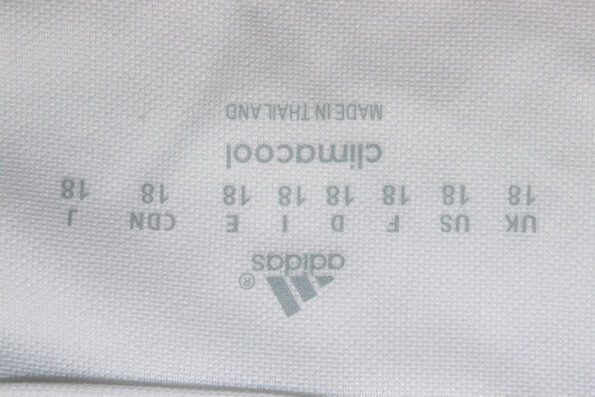 adidas®
UK US F D I E CDN J
18 18 18 18 18 18 18 18
climacool
MADE IN THAILAND